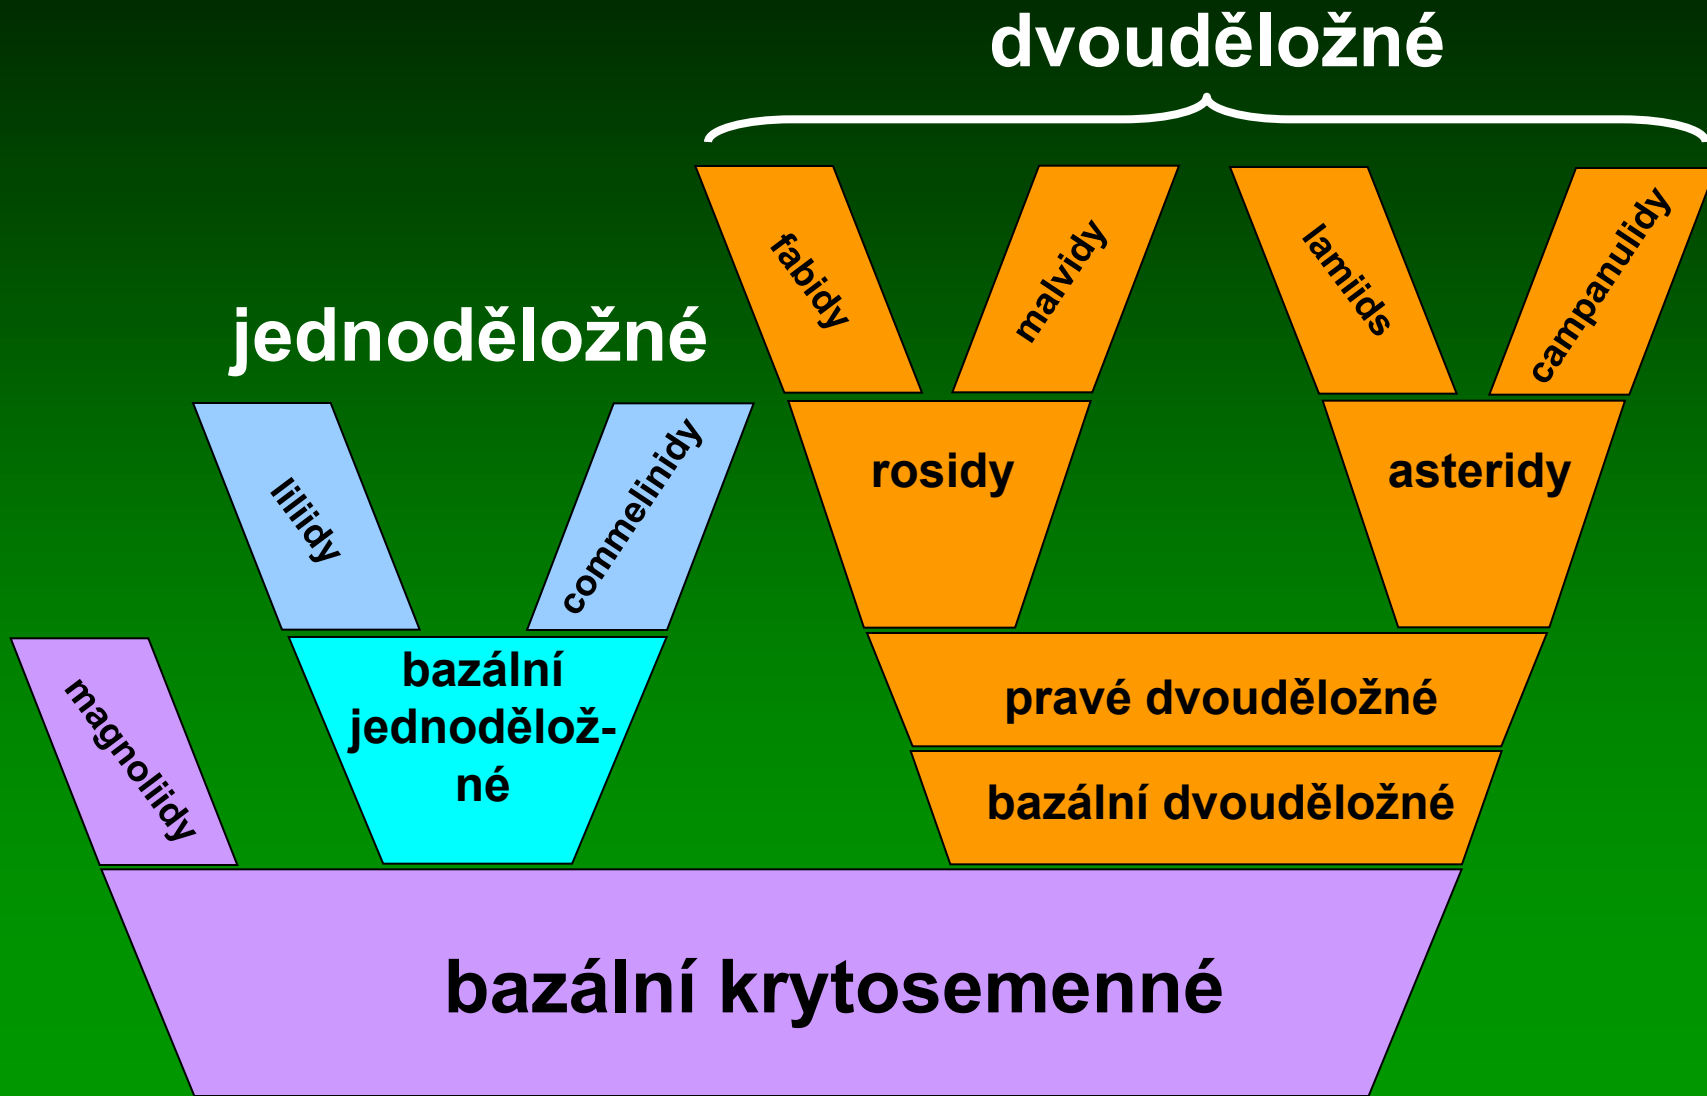 dvouděložné
fabidy
malvidy
lamiids
campanulidy
jednoděložné
rosidy
asteridy
liliidy
commelinidy
bazální
jednodělož-
né
pravé dvouděložné
magnoliidy
bazální dvouděložné
bazální krytosemenné